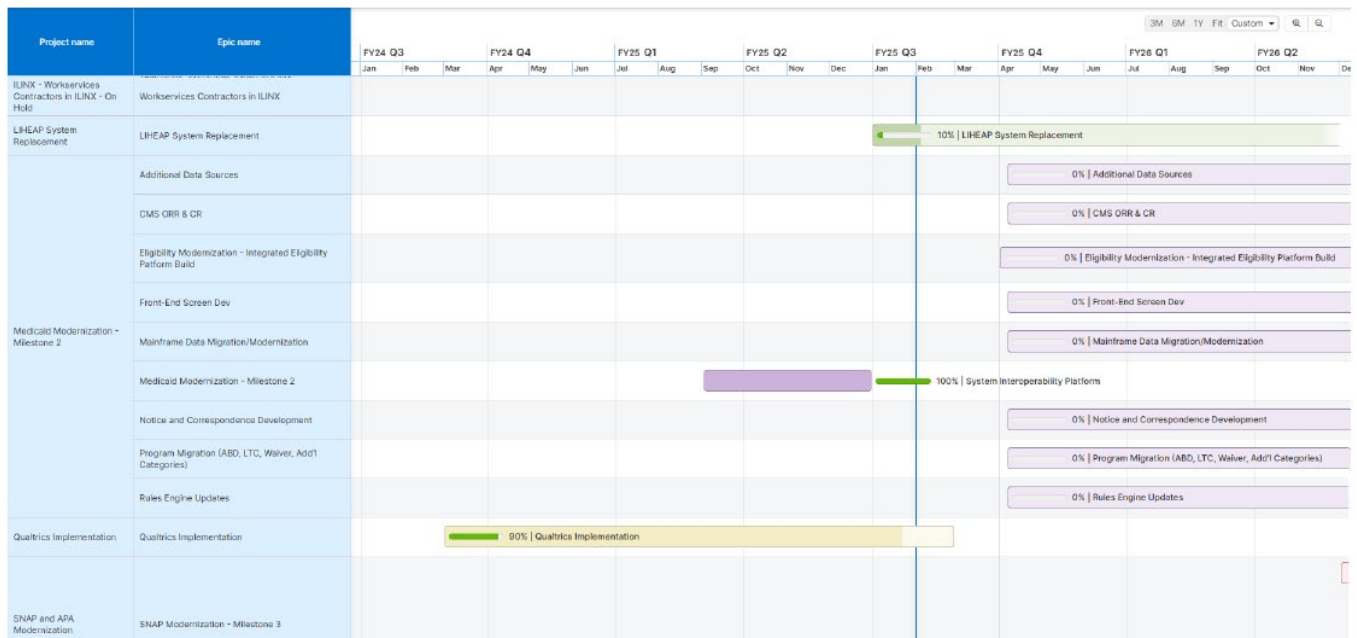 3M 6M 1Y Fit Custom
Project name
Epic name
FY24 Q3
FY24 Q4
FY25 Q1
FY25 Q2
FY25 Q3
FY25 Q4
FY26 Q1
FY26 Q2
Jan Feb Mar Apr May Jun Jul Aug Sep Oct Nov Dec Jan Feb Mar Apr May Jun Jul Aug Sep Oct Nov De
ILINX - Workservices
Contractors in ILINX - On
Hold
Workservices Contractors in ILINX
LIHEAP System
Replacement
LIHEAP System Replacement
10% | LIHEAP System Replacement
Medicaid Modernization -
Milestone 2
Additional Data Sources
0% | Additional Data Sources
CMS ORR & CR
0% | CMS ORR & CR
Eligibility Modernization - Integrated Eligibility
Patform Build
0% | Eligibility Modernization - Integrated Eligibility Platform Build
Front-End Screen Dev
0% | Front-End Screen Dev
Mainframe Data Migration/Modernization
0% | Mainframe Data Migration/Modernization
Medicaid Modernization - Milestone 2
100% | System Interoperability Platform
Notice and Correspondence Development
0% | Notice and Correspondence Development
Program Migration (ABD, LTC, Waiver, Add'l
Categories)
0% | Program Migration (ABD, LTC, Waiver, Add'l Categories)
Rules Engine Updates
0% | Rules Engine Updates
Qualtrics Implementation
Qualtrics Implementation
90% | Qualtrics Implementation
SNAP and APA
Modernization
SNAP Modernization - Milestone 3